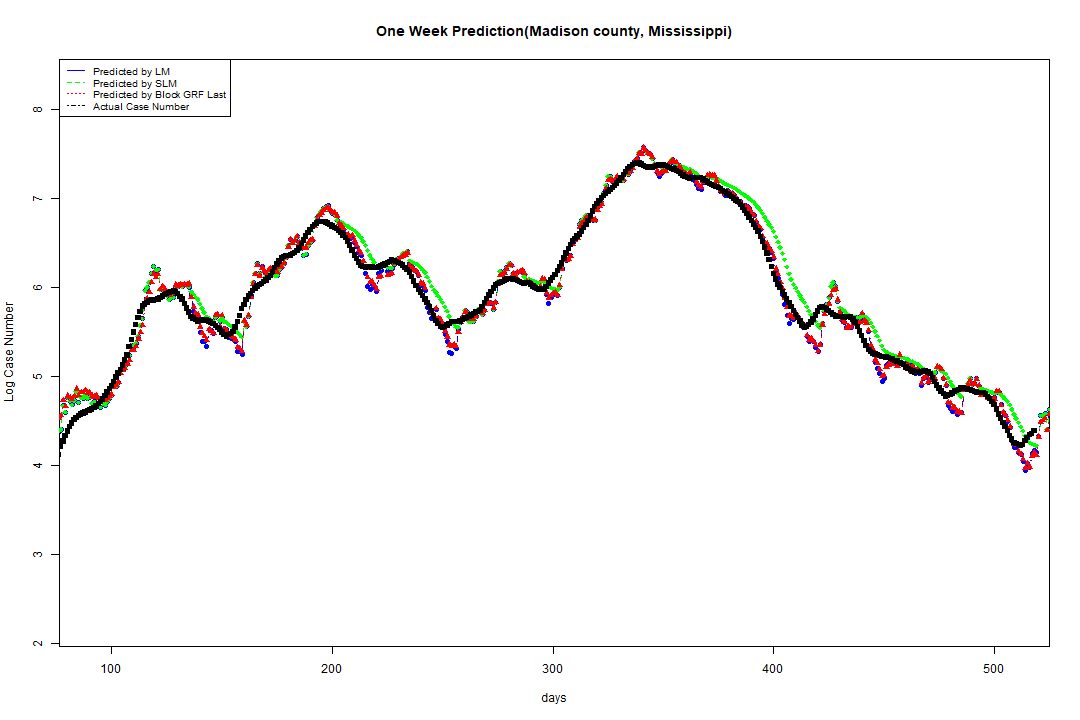 One Week Prediction(Madison county, Mississippi)
Predicted by LM
Predicted by SLM
Predicted by Block GRF Last
Actual Case Number
Log Case Number
8
7
6
5
4
3
2
100 200 300 400 500
days